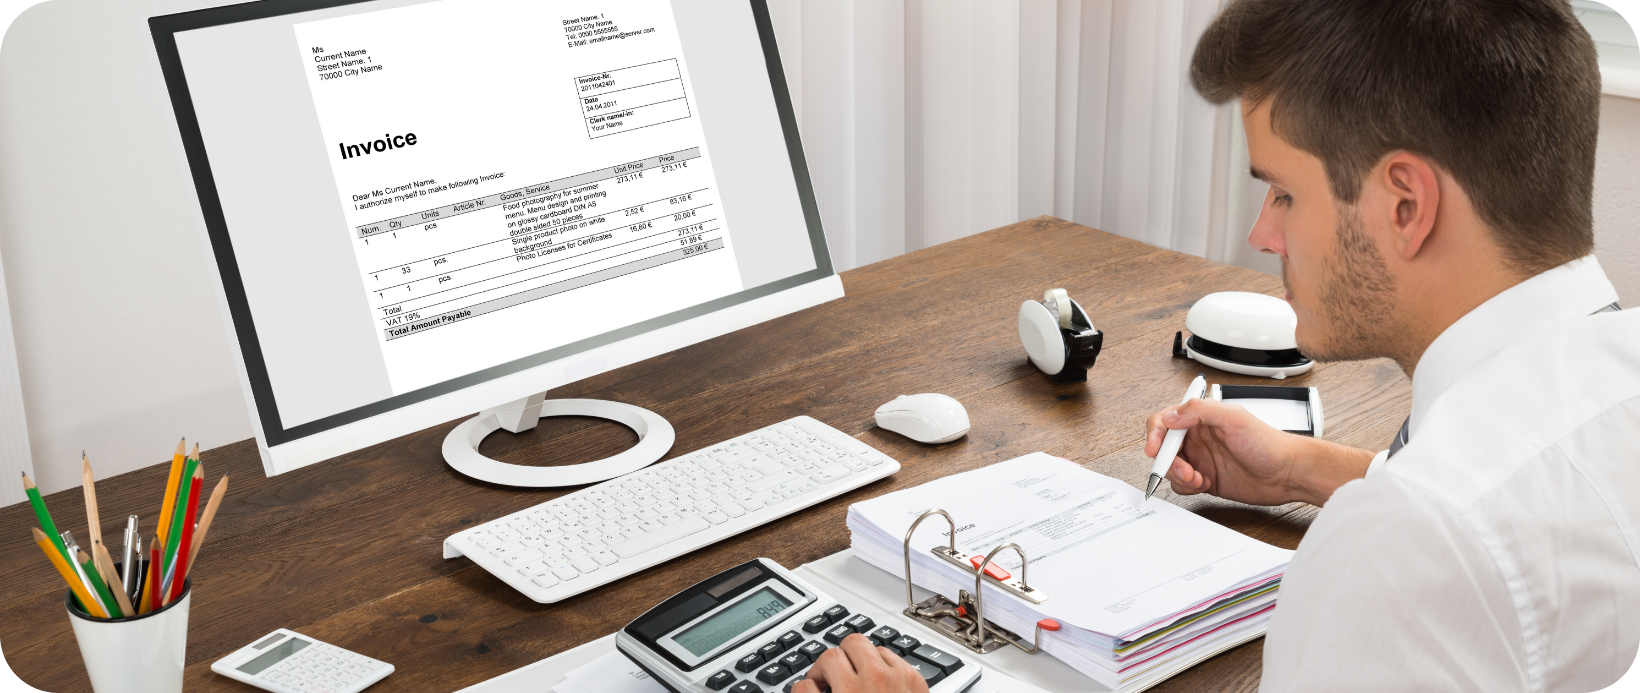 Ms
Current Name
Street Name. 1
70000 City Name
Street Name. 1
70000 City Name
Tel. 0000 5555555
E-Mail: emailname@server.com
Invoice-Nr.
2011042401
Date
24.04.2011
Clerk name/-in:
Your Name
Invoice
Dear Ms Current Name.
I authorize myself to make following Invoice:
Num. Qty Units Article Nr. Goods, Service Unit Price Price
1 1 pcs Food photography for summer 273,11 € 273,11 €
menu. Menu design and printing
on glossy cardboard DIN A5
double sided 50 pieces
1 33 pcs. Single product photo on white 2,52 € 83,16 €
background
1 1 pcs. Photo Licenses for Certificates 16,80 € 20,00 €
Total 273,11 €
VAT 19% 51,89 €
Total Amount Payable 325,00 €
Invoice
849